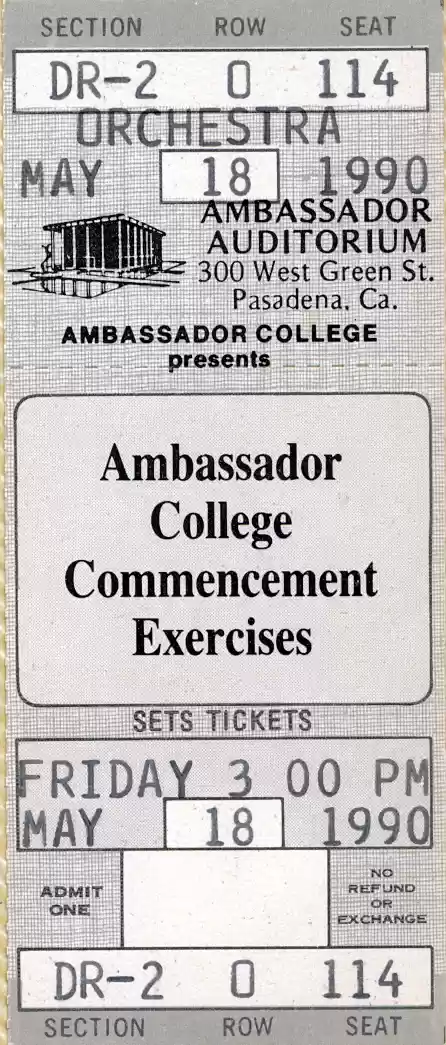 SECTION ROW SEAT
DR-2 O 114
ORCHESTRA
MAY 18 1990
AMBASSADOR
AUDITORIUM
300 West Green St.
Pasadena, Ca.
AMBASSADOR COLLEGE
presents
Ambassador
College
Commencement
Exercises
SETS TICKETS
FRIDAY 3 00 PM
MAY 18 1990
ADMIT
ONE
NO
REFUND
OR
EXCHANGE
DR-2 O 114
SECTION ROW SEAT